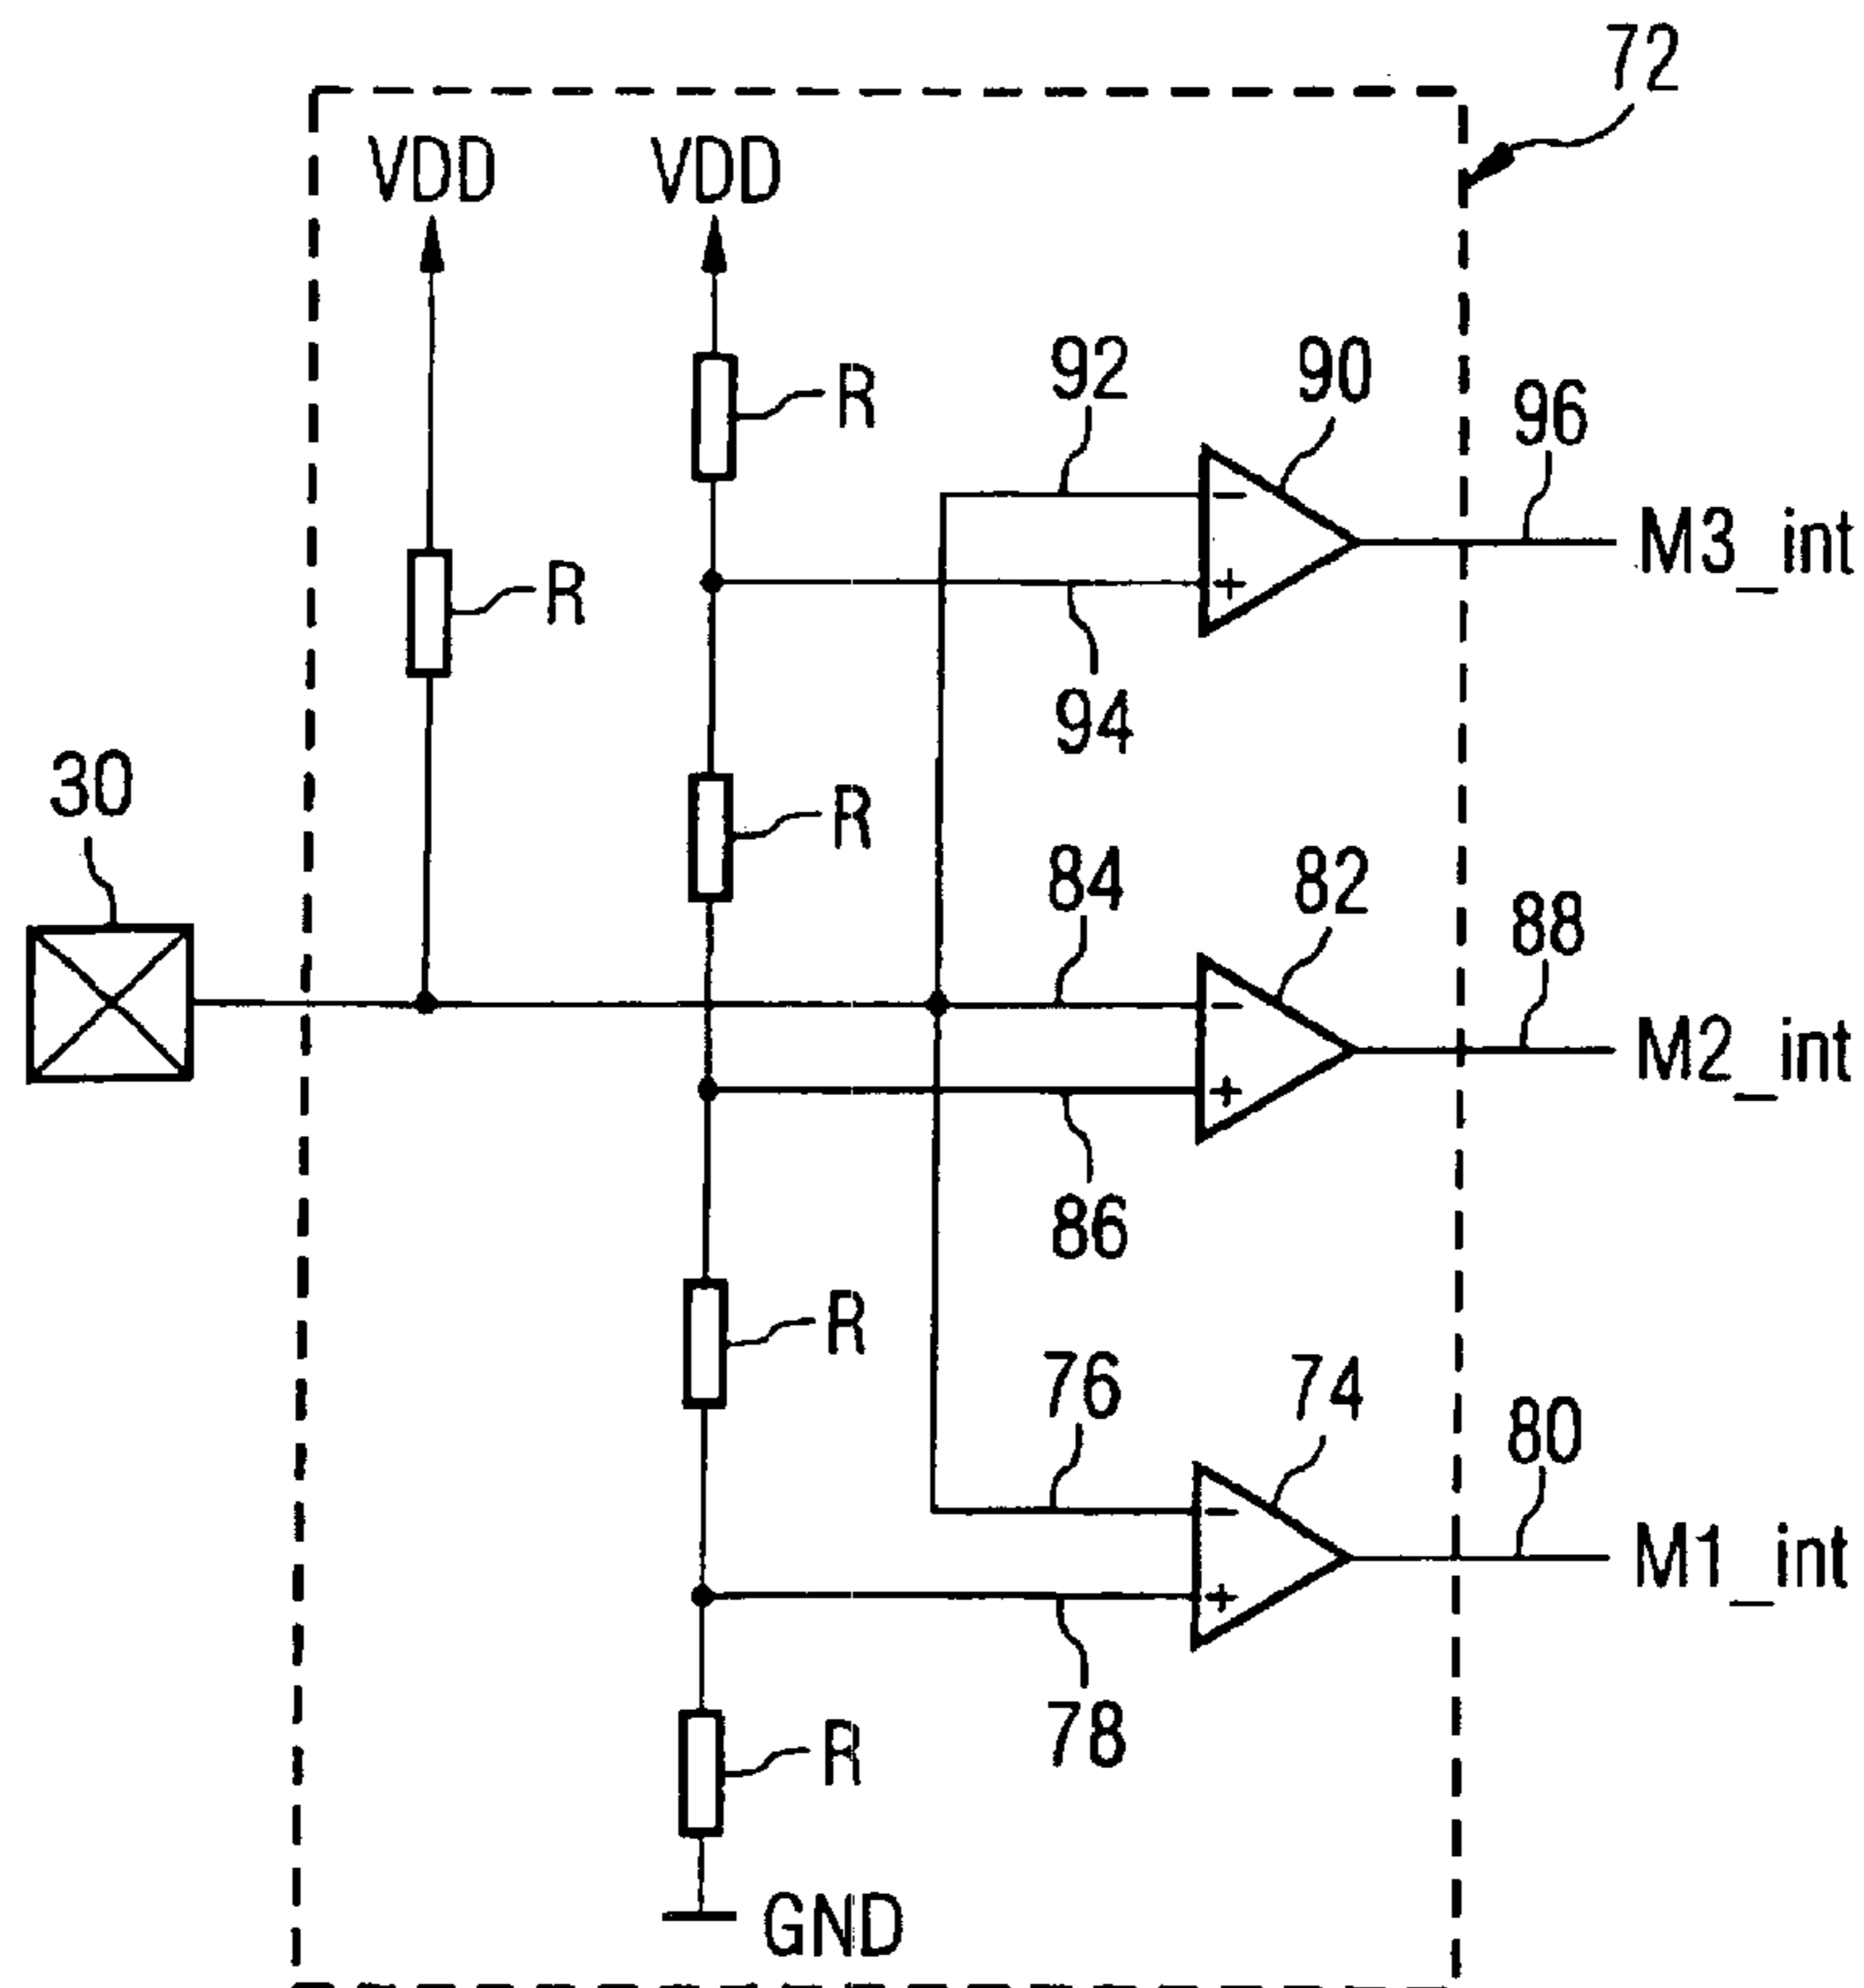 72
VDD VDD
92 90 96
R
M3_int
R
94
30
R
84 82 88
M2_int
86
R
76 74 80
M1_int
78
R
GND